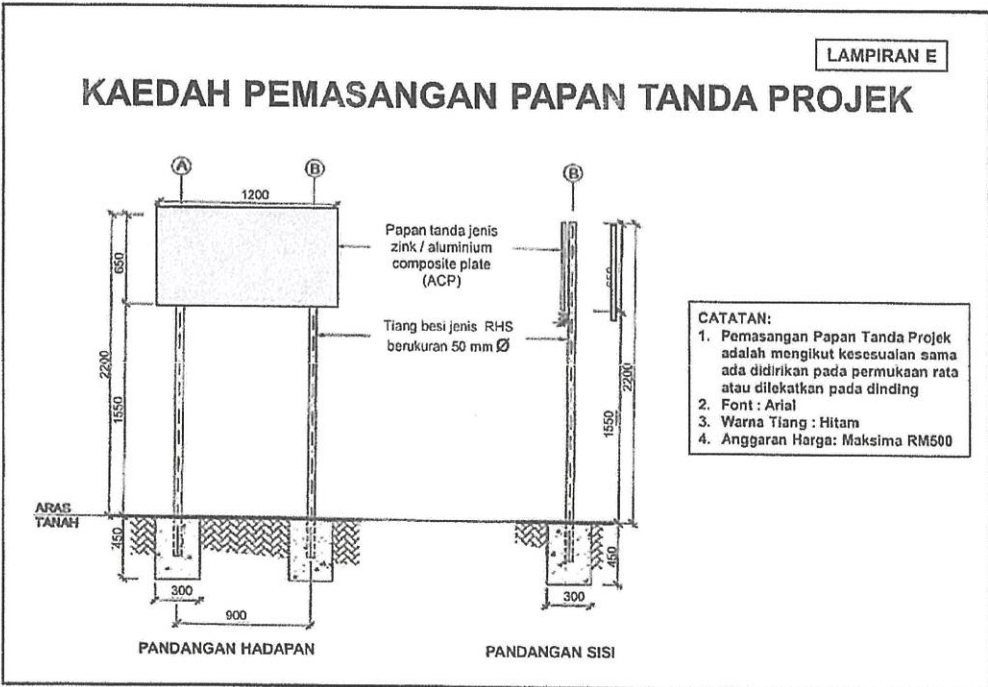 LAMPIRAN E
KAEDAH PEMASANGAN PAPAN TANDA PROJEK
A
B
1200
650
2200
1550
ARAS
TANAH
450
300
900
PANDANGAN HADAPAN
Papan tanda jenis
zink / aluminium
composite plate
(ACP)
Tiang besi jenis RHS
berukuran 50 mm Ø
B
650
2200
1550
450
300
PANDANGAN SISI
CATATAN:
1. Pemasangan Papan Tanda Projek
adalah mengikut kesesuaian sama
ada didirikan pada permukaan rata
atau dilekatkan pada dinding
2. Font : Arial
3. Warna Tiang : Hitam
4. Anggaran Harga: Maksima RM500